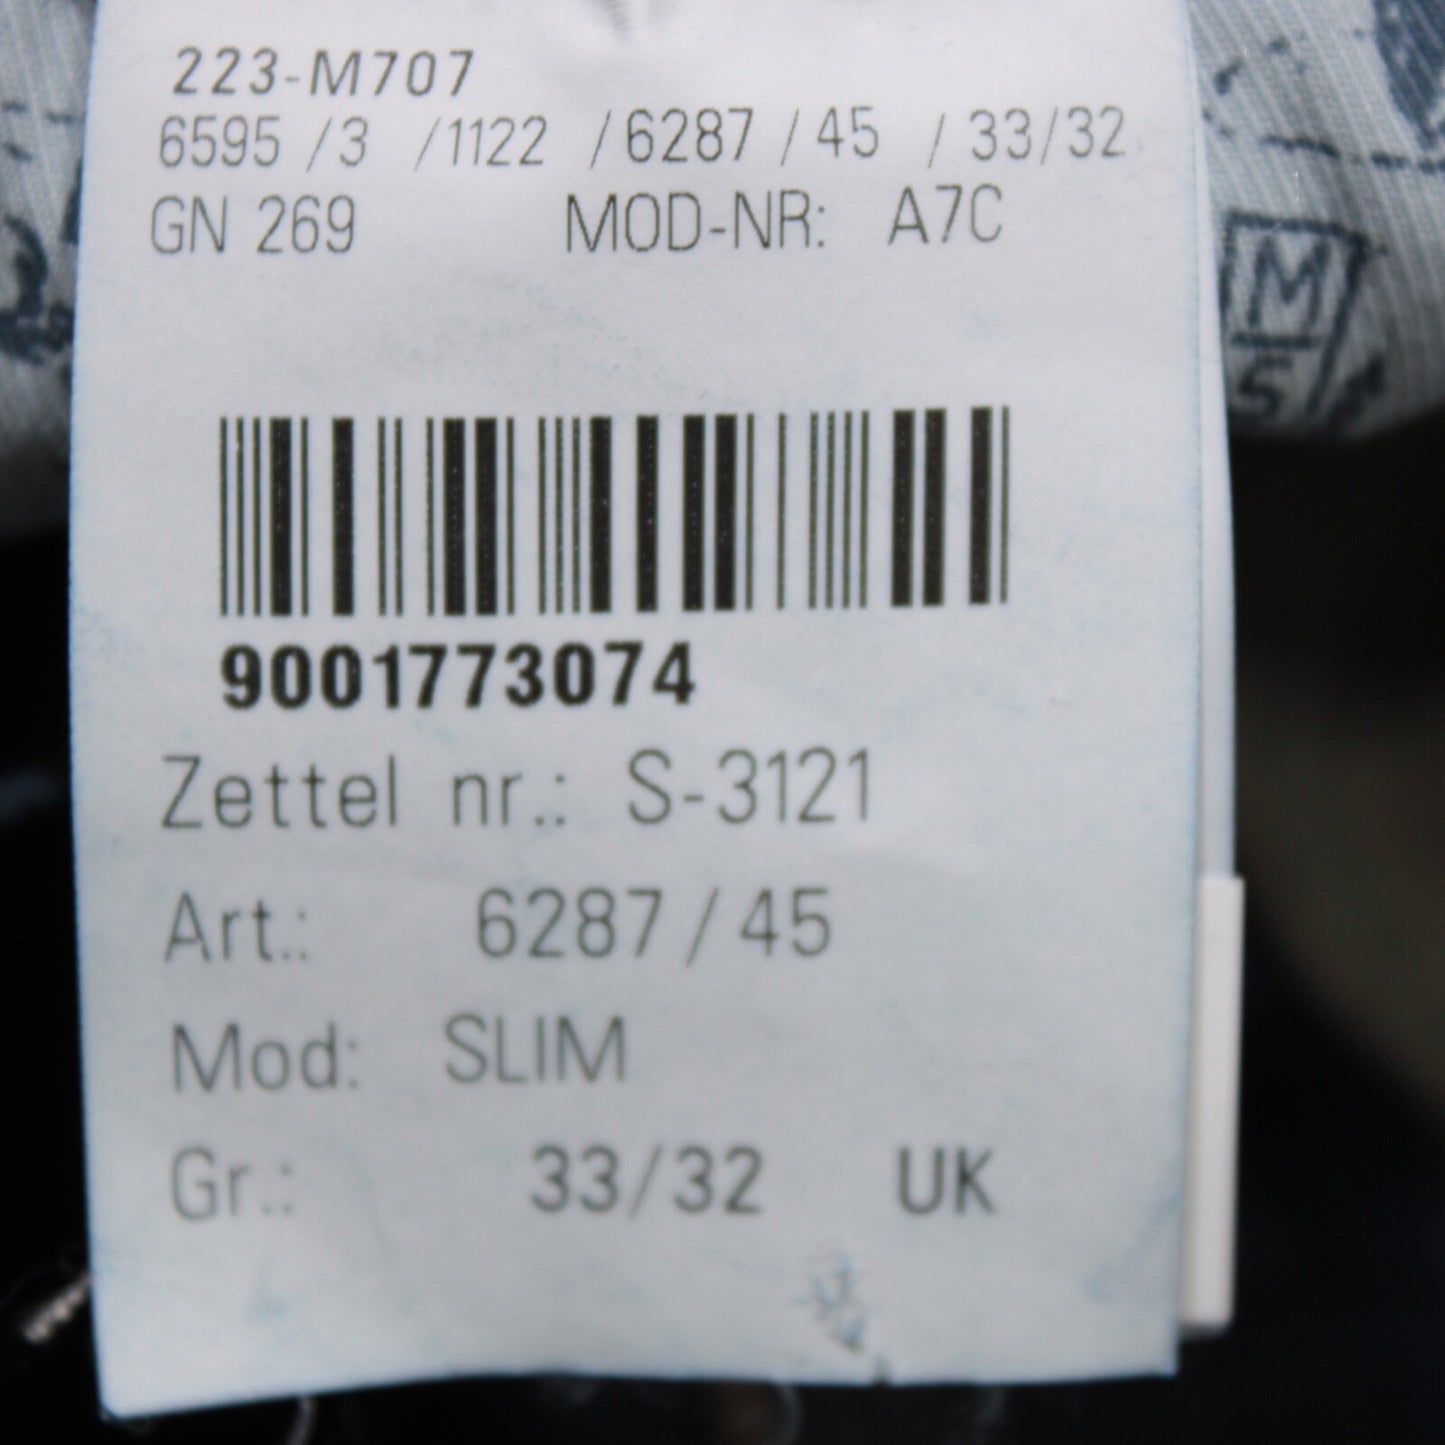 223-M707
6595 /3 /1122 /6287 / 45 / 33/32
GN 269 MOD-NR: A7C
9001773074
Zettel nr.: S-3121
Art.: 6287 / 45
Mod: SLIM
Gr.: 33/32 UK
M
5